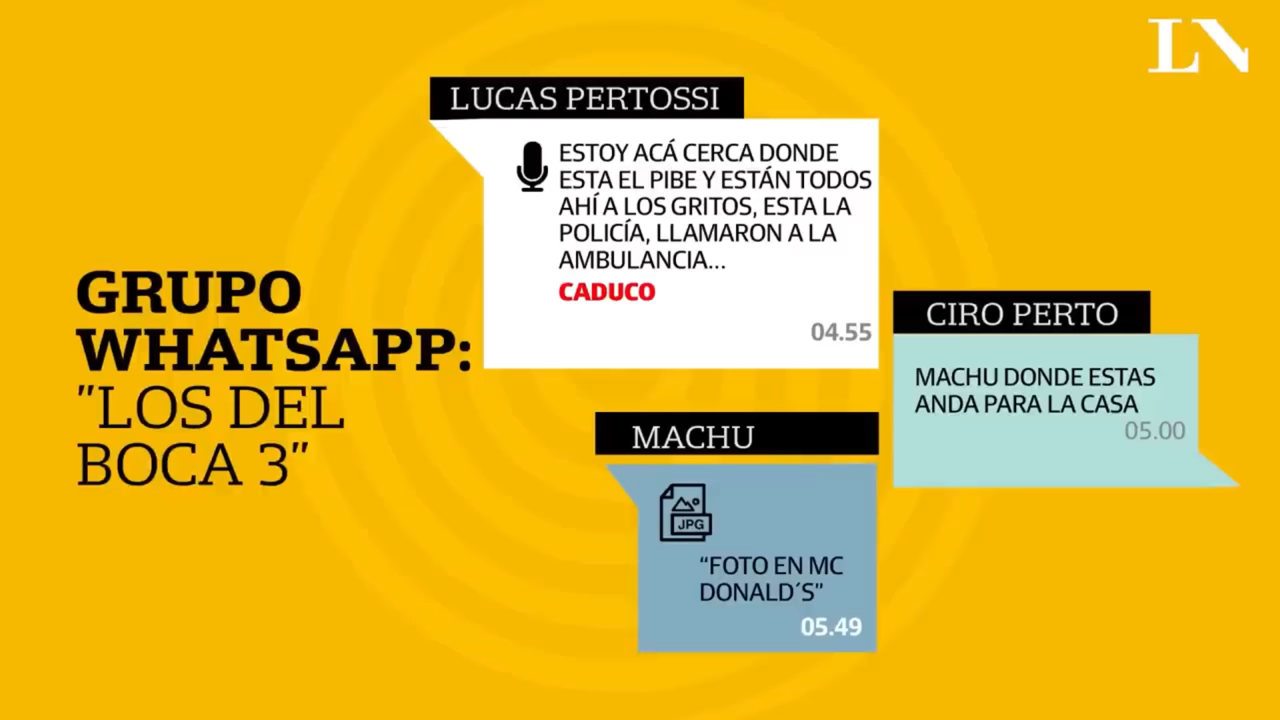 LN
LUCAS PERTOSSI
ESTOY ACÁ CERCA DONDE
ESTA EL PIBE Y ESTÁN TODOS
AHÍ A LOS GRITOS, ESTA LA
POLICÍA, LLAMARON A LA
AMBULANCIA...
CADUCO
04.55
GRUPO
WHATSAPP:
"LOS DEL
BOCA 3"
CIRO PERTO
MACHU DONDE ESTAS
ANDA PARA LA CASA
05.00
MACHU
JPG
“FOTO EN MC
DONALD´S”
05.49